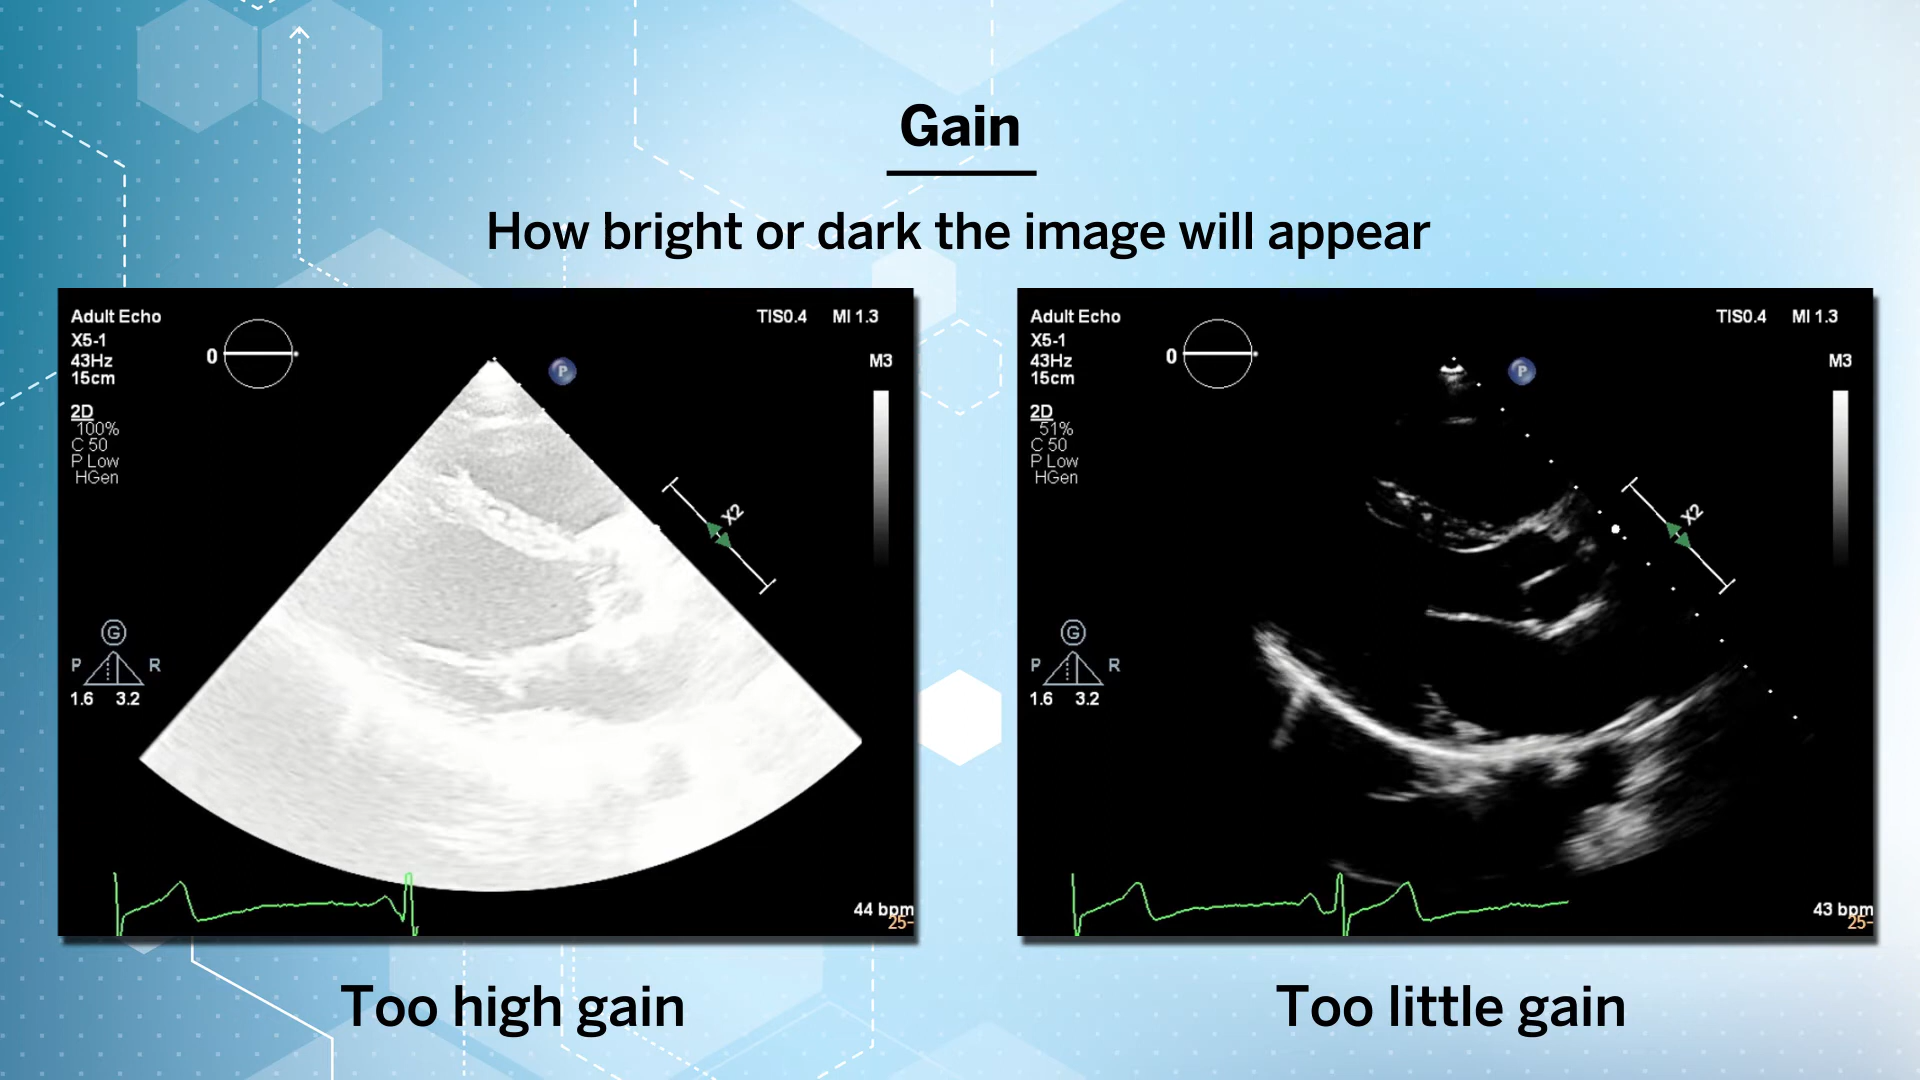 Gain
How bright or dark the image will appear
Adult Echo
X5-1
43Hz
15cm
2D
100%
C 50
P Low
HGen
0
P
TIS0.4 MI 1.3
M3
X2
G
P R
1.6 3.2
44 bpm
25-
Adult Echo
X5-1
43Hz
15cm
2D
51%
C 50
P Low
HGen
0
P
TIS0.4 MI 1.3
M3
X2
G
P R
1.6 3.2
43 bpm
25-
Too high gain
Too little gain